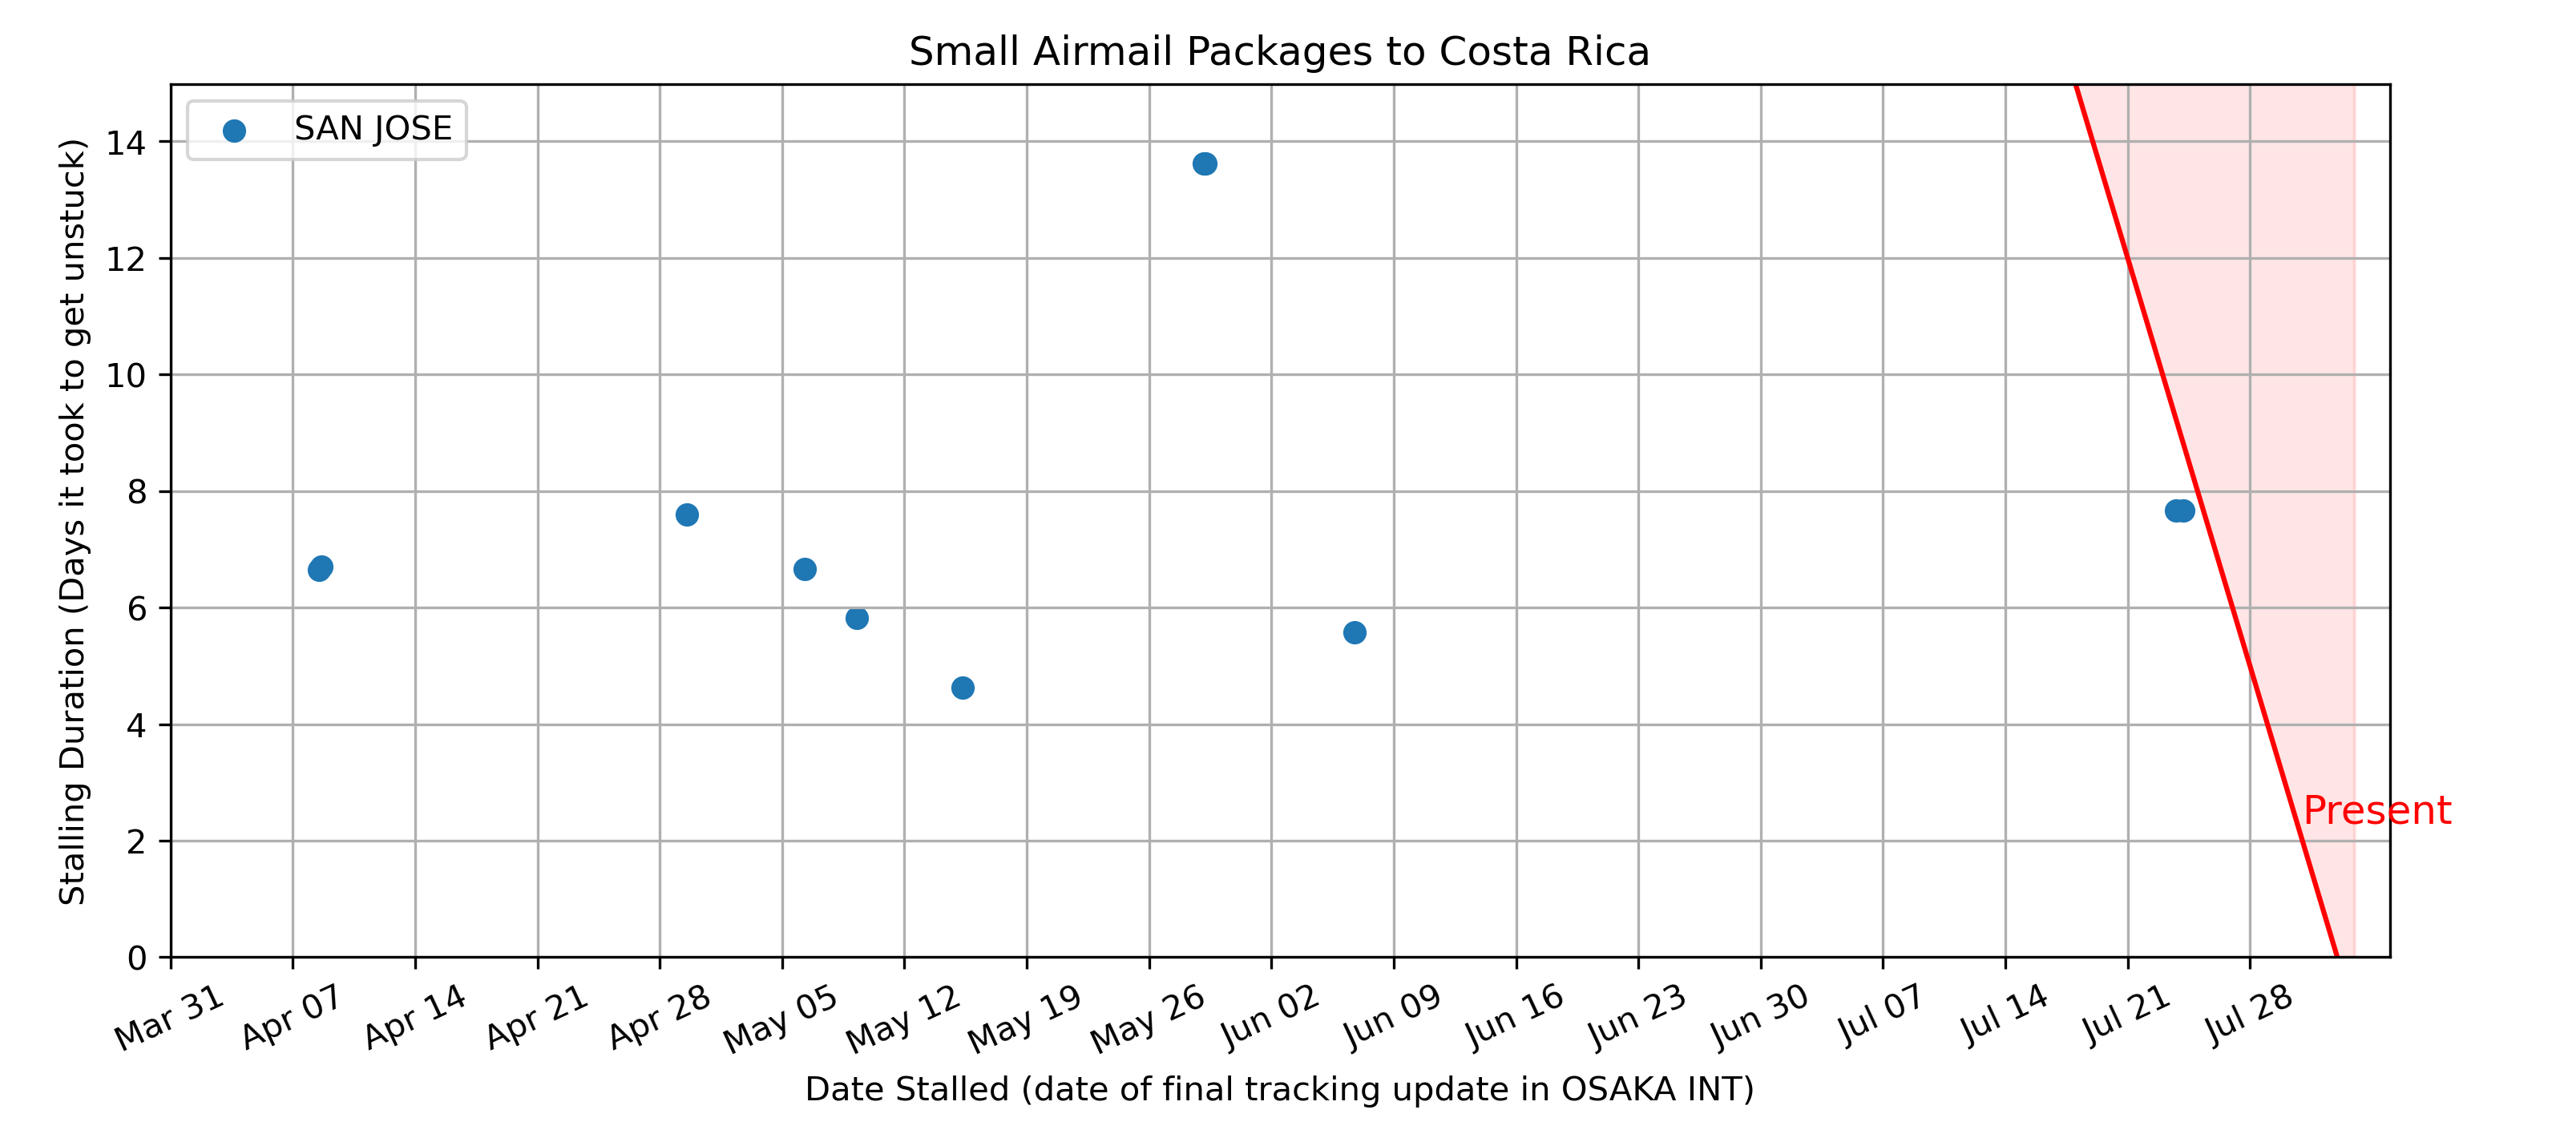 Small Airmail Packages to Costa Rica
SAN JOSE
Stalling Duration (Days it took to get unstuck)
14
12
10
8
6
4
2
0
Present
Mar 31
Apr 07
Apr 14
Apr 21
Apr 28
May 05
May 12
May 19
May 26
Jun 02
Jun 09
Jun 16
Jun 23
Jun 30
Jul 07
Jul 14
Jul 21
Jul 28
Date Stalled (date of final tracking update in OSAKA INT)